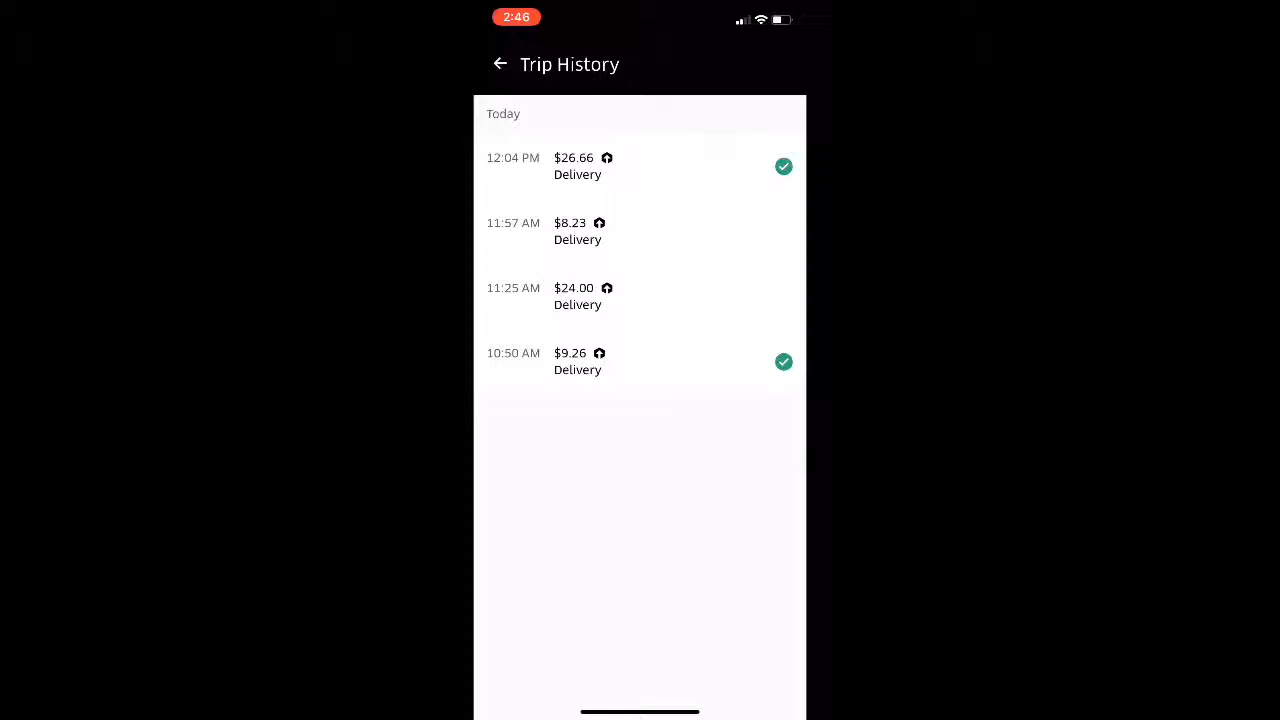 2:46
Trip History
Today
12:04 PM $26.66
Delivery
11:57 AM $8.23
Delivery
11:25 AM $24.00
Delivery
10:50 AM $9.26
Delivery